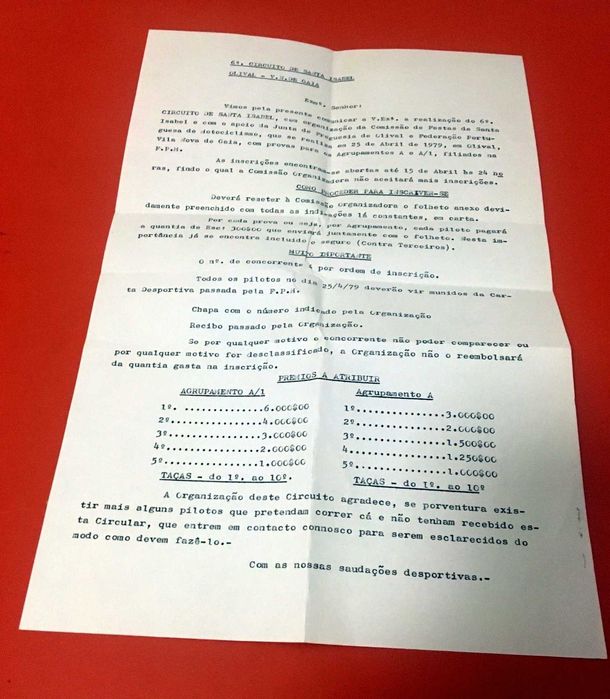 6º. CIRCUITO DE SANTA ISABEL
OLIVAL - V.N.DE GAIA
Exmº. Senhor:
Vimos pela presente comunicar a V.Exª. a realização do 6º.
CIRCUITO DE SANTA ISABEL, com organização da Comissão de Festas de Santa
Isabel e com o apoio da Junta de Freguesia de Olival e Federação Portu-
guesa de Motociclismo, que se realiza em 25 de Abril de 1979, em Olival,
Vila Nova de Gaia, com provas para os Agrupamentos A e A/1, filiados na
F.P.M.
As inscrições encontram-se abertas até 15 de Abril hs 24 ho
ras, findo o qual a Comissão Organizadora não aceitará mais inscrições.
COMO PROCEDER PARA INSCRIVER-SE
Deverá reseter à Comissão organizadora o folheto anexo devi-
damente preenchido com todas as indicações lá constantes, em carta.
Por cada prova ou seja, por Agrupamento, cada piloto pagará
a quantia de Esc: 300$00 que enviará juntamente com o folheto. Nesta im-
portância já se encontra incluido o seguro (Contra Terceiros).
MUITO IMPORTANTE
O nº. de concorrente é por ordem de inscrição.
Todos os pilotos no dia 25/4/79 deverão vir munidos da Car-
ta Desportiva passada pela F.P.M.
Chapa com o número indicado pela Organização
Recibo passado pela Organização.
Se por qualquer motivo o concorrente não poder comparecer ou
por qualquer motivo for desclassificado, a Organização não o reembolsará
da quantia gasta na inscrição.
PREMIOS A ATRIBUIR
AGRUPAMENTO A/1
1º. ..............6.000$00
2º................4.000$00
3º................3.000$00
4º................2.000$00
5º................1.000$00
TAÇAS - do 1º. ao 10º.
Agrupamento A
1º................3.000$00
2º................2.000$00
3º................1.500$00
4.................1.250$00
5º................1.000$00
TAÇAS - do 1º. ao 10º
A Organização deste Circuito agradece, se porventura exis-
tir mais alguns pilotos que pretendam correr cá e não tenham recebido es-
ta Circular, que entrem em contacto connosco para serem esclarecidos do
modo como devem fazê-lo.-
Com as nossas saudações desportivas.-